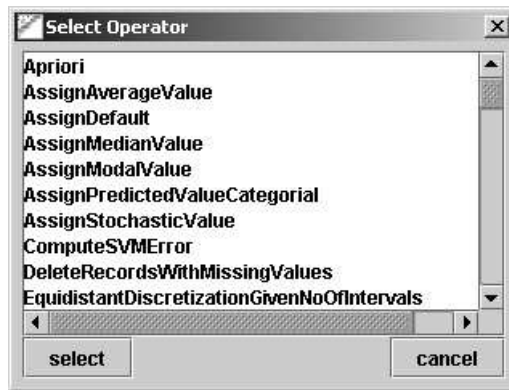 Select Operator
Apriori
AssignAverageValue
AssignDefault
AssignMedianValue
AssignModalValue
AssignPredictedValueCategorial
AssignStochasticValue
ComputeSVMError
DeleteRecordsWithMissingValues
EquidistantDiscretizationGivenNoOfIntervals
select
cancel